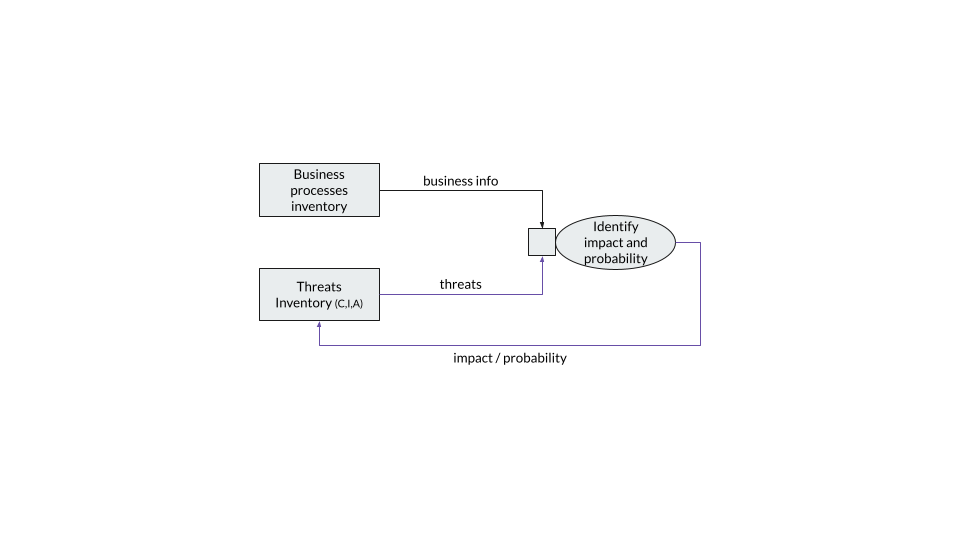 Business
processes
inventory
business info
Identify
impact and
probability
Threats
Inventory (C,I,A)
threats
impact / probability